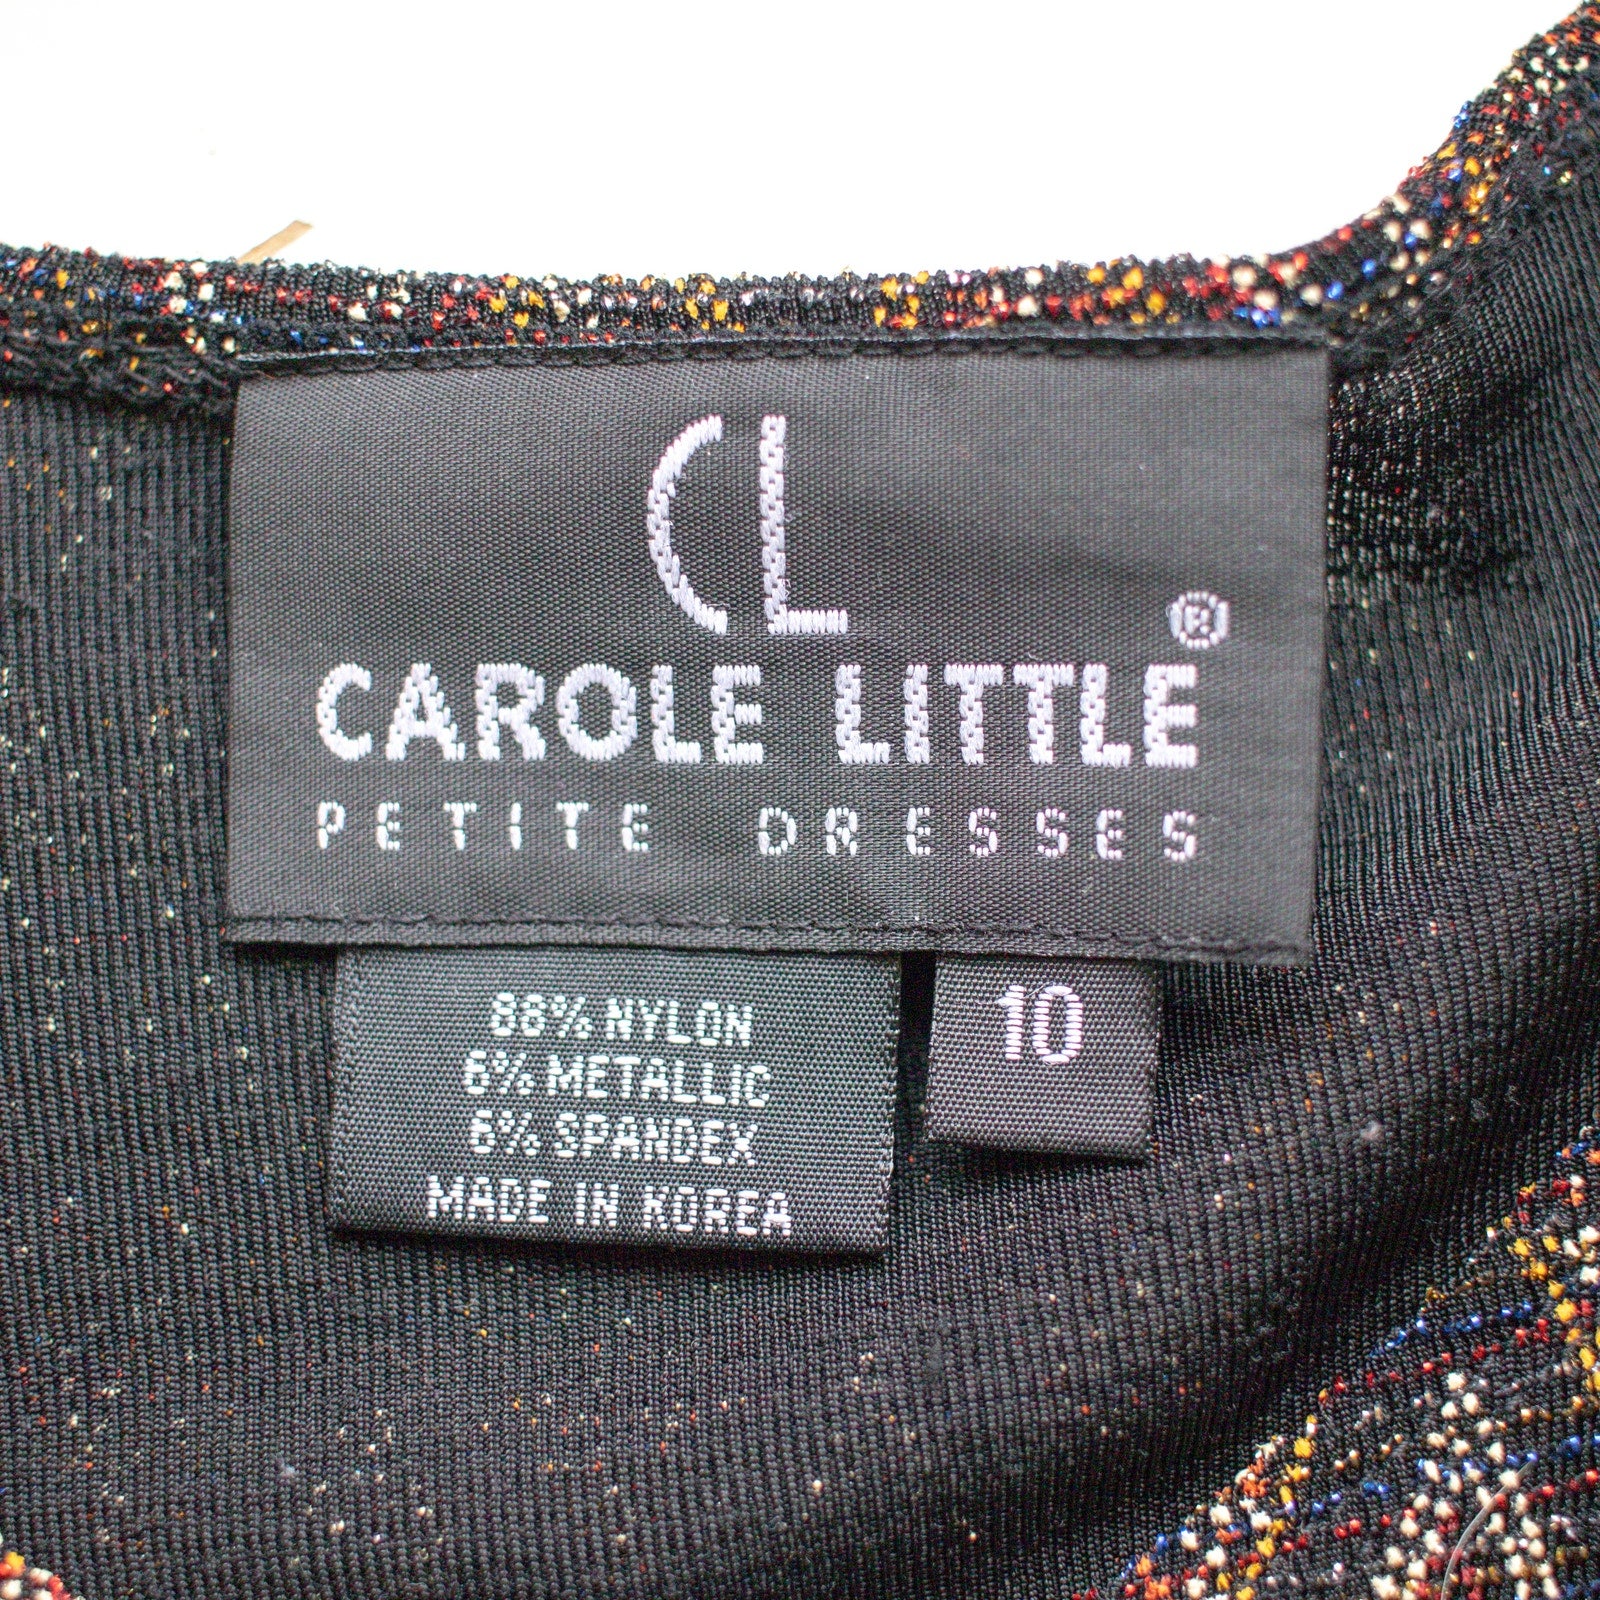 CL
®
CAROLE LITTLE
PETITE DRESSES
88% NYLON
6% METALLIC
6% SPANDEX
MADE IN KOREA
10